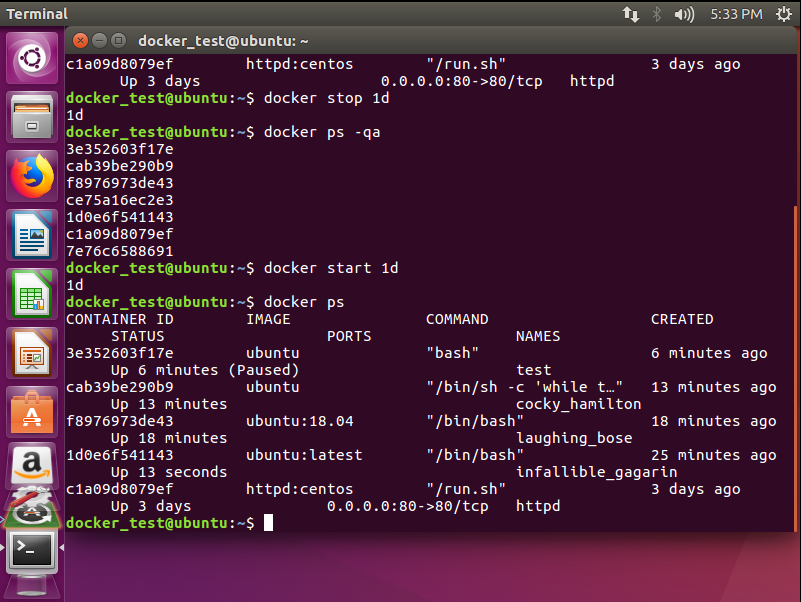 Terminal 5:33 PM
docker_test@ubuntu: ~
c1a09d8079ef httpd:centos "/run.sh" 3 days ago
Up 3 days 0.0.0.0:80->80/tcp httpd
docker_test@ubuntu:~$ docker stop 1d
1d
docker_test@ubuntu:~$ docker ps -qa
3e352603f17e
cab39be290b9
f8976973de43
ce75a16ec2e3
1d0e6f541143
c1a09d8079ef
7e76c6588691
docker_test@ubuntu:~$ docker start 1d
1d
docker_test@ubuntu:~$ docker ps
CONTAINER ID IMAGE COMMAND CREATED
STATUS PORTS NAMES
3e352603f17e ubuntu "bash" 6 minutes ago
Up 6 minutes (Paused) test
cab39be290b9 ubuntu "/bin/sh -c 'while t…" 13 minutes ago
Up 13 minutes cocky_hamilton
f8976973de43 ubuntu:18.04 "/bin/bash" 18 minutes ago
Up 18 minutes laughing_bose
1d0e6f541143 ubuntu:latest "/bin/bash" 25 minutes ago
Up 13 seconds infallible_gagarin
c1a09d8079ef httpd:centos "/run.sh" 3 days ago
Up 3 days 0.0.0.0:80->80/tcp httpd
docker_test@ubuntu:~$